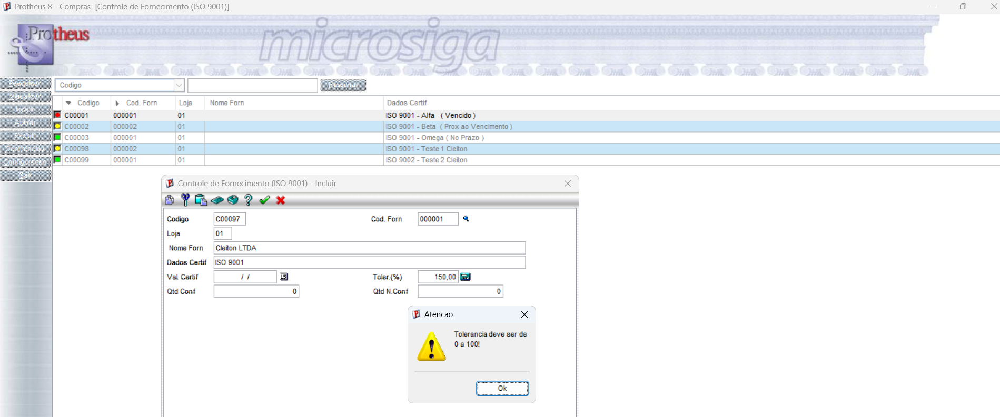 Protheus 8 - Compras [Controle de Fornecimento (ISO 9001)]
Protheus
microsiga
Pesquisar
Codigo
Pesquisar
Visualizar
Incluir
Alterar
Excluir
Ocorrencias
Configuracao
Sair
Codigo Cod. Forn Loja Nome Forn Dados Certif
C00001 000001 01 ISO 9001 - Alfa ( Vencido )
C00002 000002 01 ISO 9001 - Beta ( Prox ao Vencimento )
C00003 000001 01 ISO 9001 - Omega ( No Prazo )
C00098 000002 01 ISO 9001 - Teste 1 Cleiton
C00099 000001 01 ISO 9002 - Teste 2 Cleiton
Controle de Fornecimento (ISO 9001) - Incluir
Codigo C00097 Cod. Forn 000001
Loja 01
Nome Forn Cleiton LTDA
Dados Certif ISO 9001
Val. Certif / / 15 Toler.(%) 150,00
Qtd Conf 0 Qtd N.Conf 0
Atencao
Tolerancia deve ser de
0 a 100!
Ok